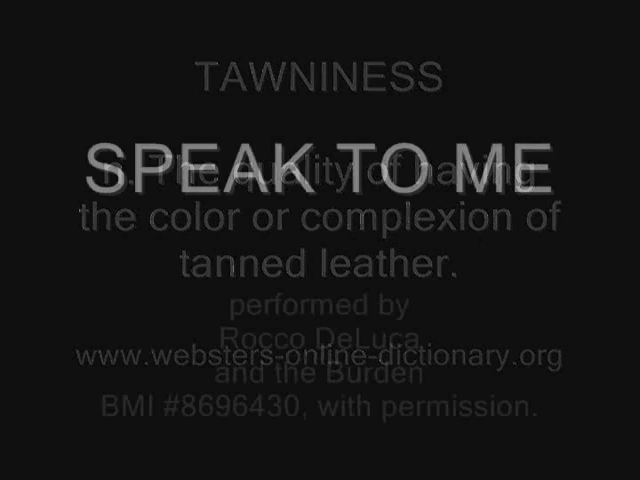 TAWNINESS
SPEAK TO ME
n. The quality of having
the color or complexion of
tanned leather.
performed by
Rocco DeLuca
www.websters-online-dictionary.org
and the Burden
BMI #8696430, with permission.